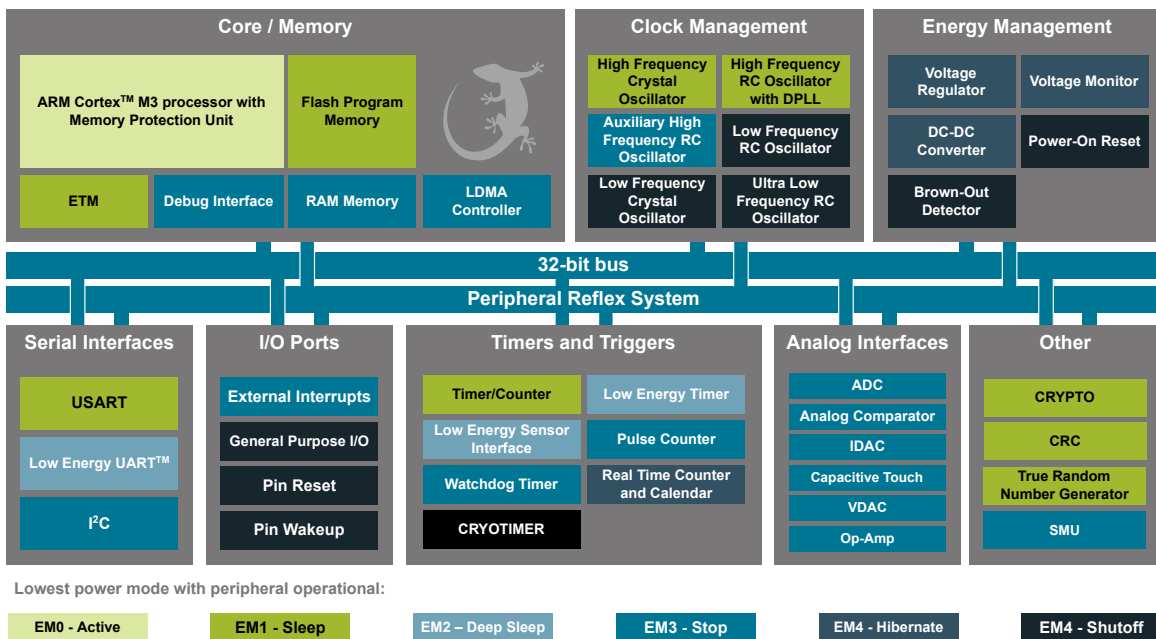 Core / Memory
ARM Cortex™ M3 processor with
Memory Protection Unit
Flash Program
Memory
ETM
Debug Interface
RAM Memory
LDMA
Controller
Clock Management
High Frequency
Crystal
Oscillator
High Frequency
RC Oscillator
with DPLL
Auxiliary High
Frequency RC
Oscillator
Low Frequency
RC Oscillator
Low Frequency
Crystal
Oscillator
Ultra Low
Frequency RC
Oscillator
Energy Management
Voltage
Regulator
Voltage Monitor
DC-DC
Converter
Power-On Reset
Brown-Out
Detector
32-bit bus
Peripheral Reflex System
Serial Interfaces
USART
Low Energy UART™
I²C
I/O Ports
External Interrupts
General Purpose I/O
Pin Reset
Pin Wakeup
Timers and Triggers
Timer/Counter
Low Energy Timer
Low Energy Sensor
Interface
Pulse Counter
Watchdog Timer
Real Time Counter
and Calendar
CRYOTIMER
Analog Interfaces
ADC
Analog Comparator
IDAC
Capacitive Touch
VDAC
Op-Amp
Other
CRYPTO
CRC
True Random
Number Generator
SMU
Lowest power mode with peripheral operational:
EM0 - Active
EM1 - Sleep
EM2 – Deep Sleep
EM3 - Stop
EM4 - Hibernate
EM4 - Shutoff